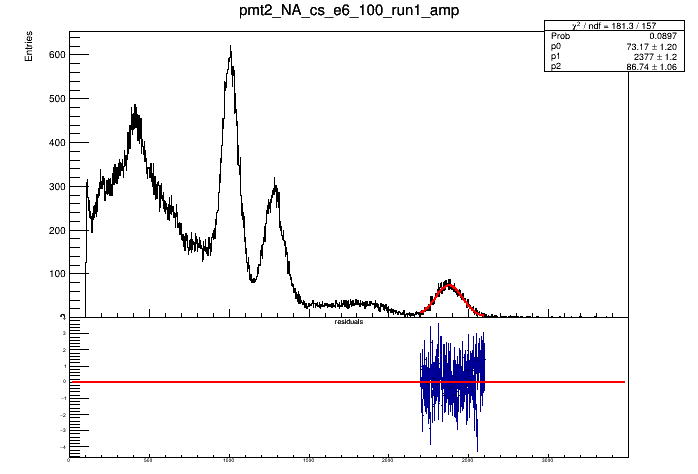 pmt2_NA_cs_e6_100_run1_amp
χ² / ndf = 181.3 / 157
Prob 0.0897
p0 73.17 ± 1.20
p1 2377 ± 1.2
p2 86.74 ± 1.06
Entries
600
500
400
300
200
100
residuals
3
2
1
0
−1
−2
−3
−4
0 500 1000 1500 2000 2500 3000